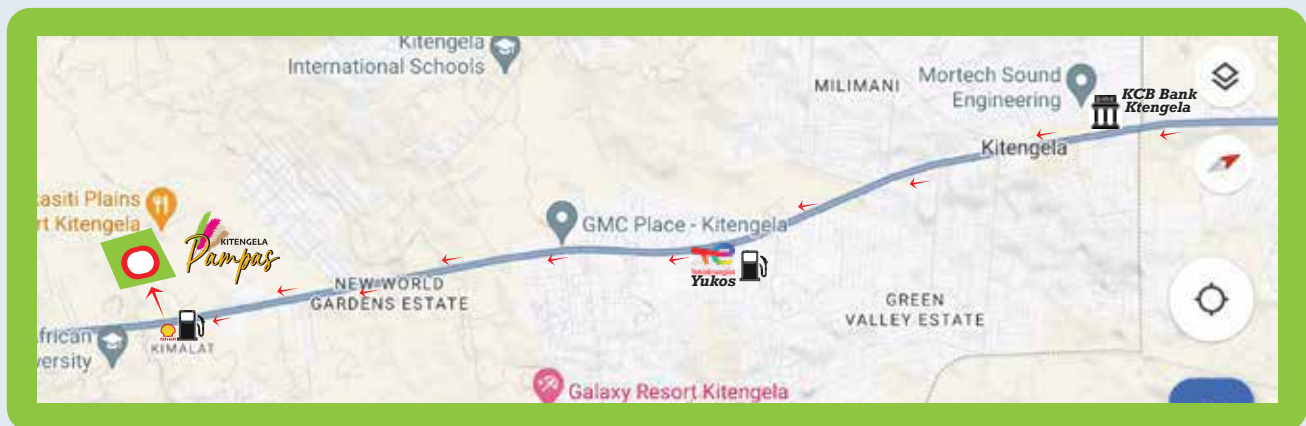 Kitengela
International Schools
MILIMANI
Mortech Sound
Engineering
KCB Bank
Ktengela
Kitengela
asiti Plains
rt Kitengela
KITENGELA
Pampas
GMC Place - Kitengela
Yukos
NEW WORLD
GARDENS ESTATE
GREEN
VALLEY ESTATE
frican
ersity
KIMALAT
Galaxy Resort Kitengela